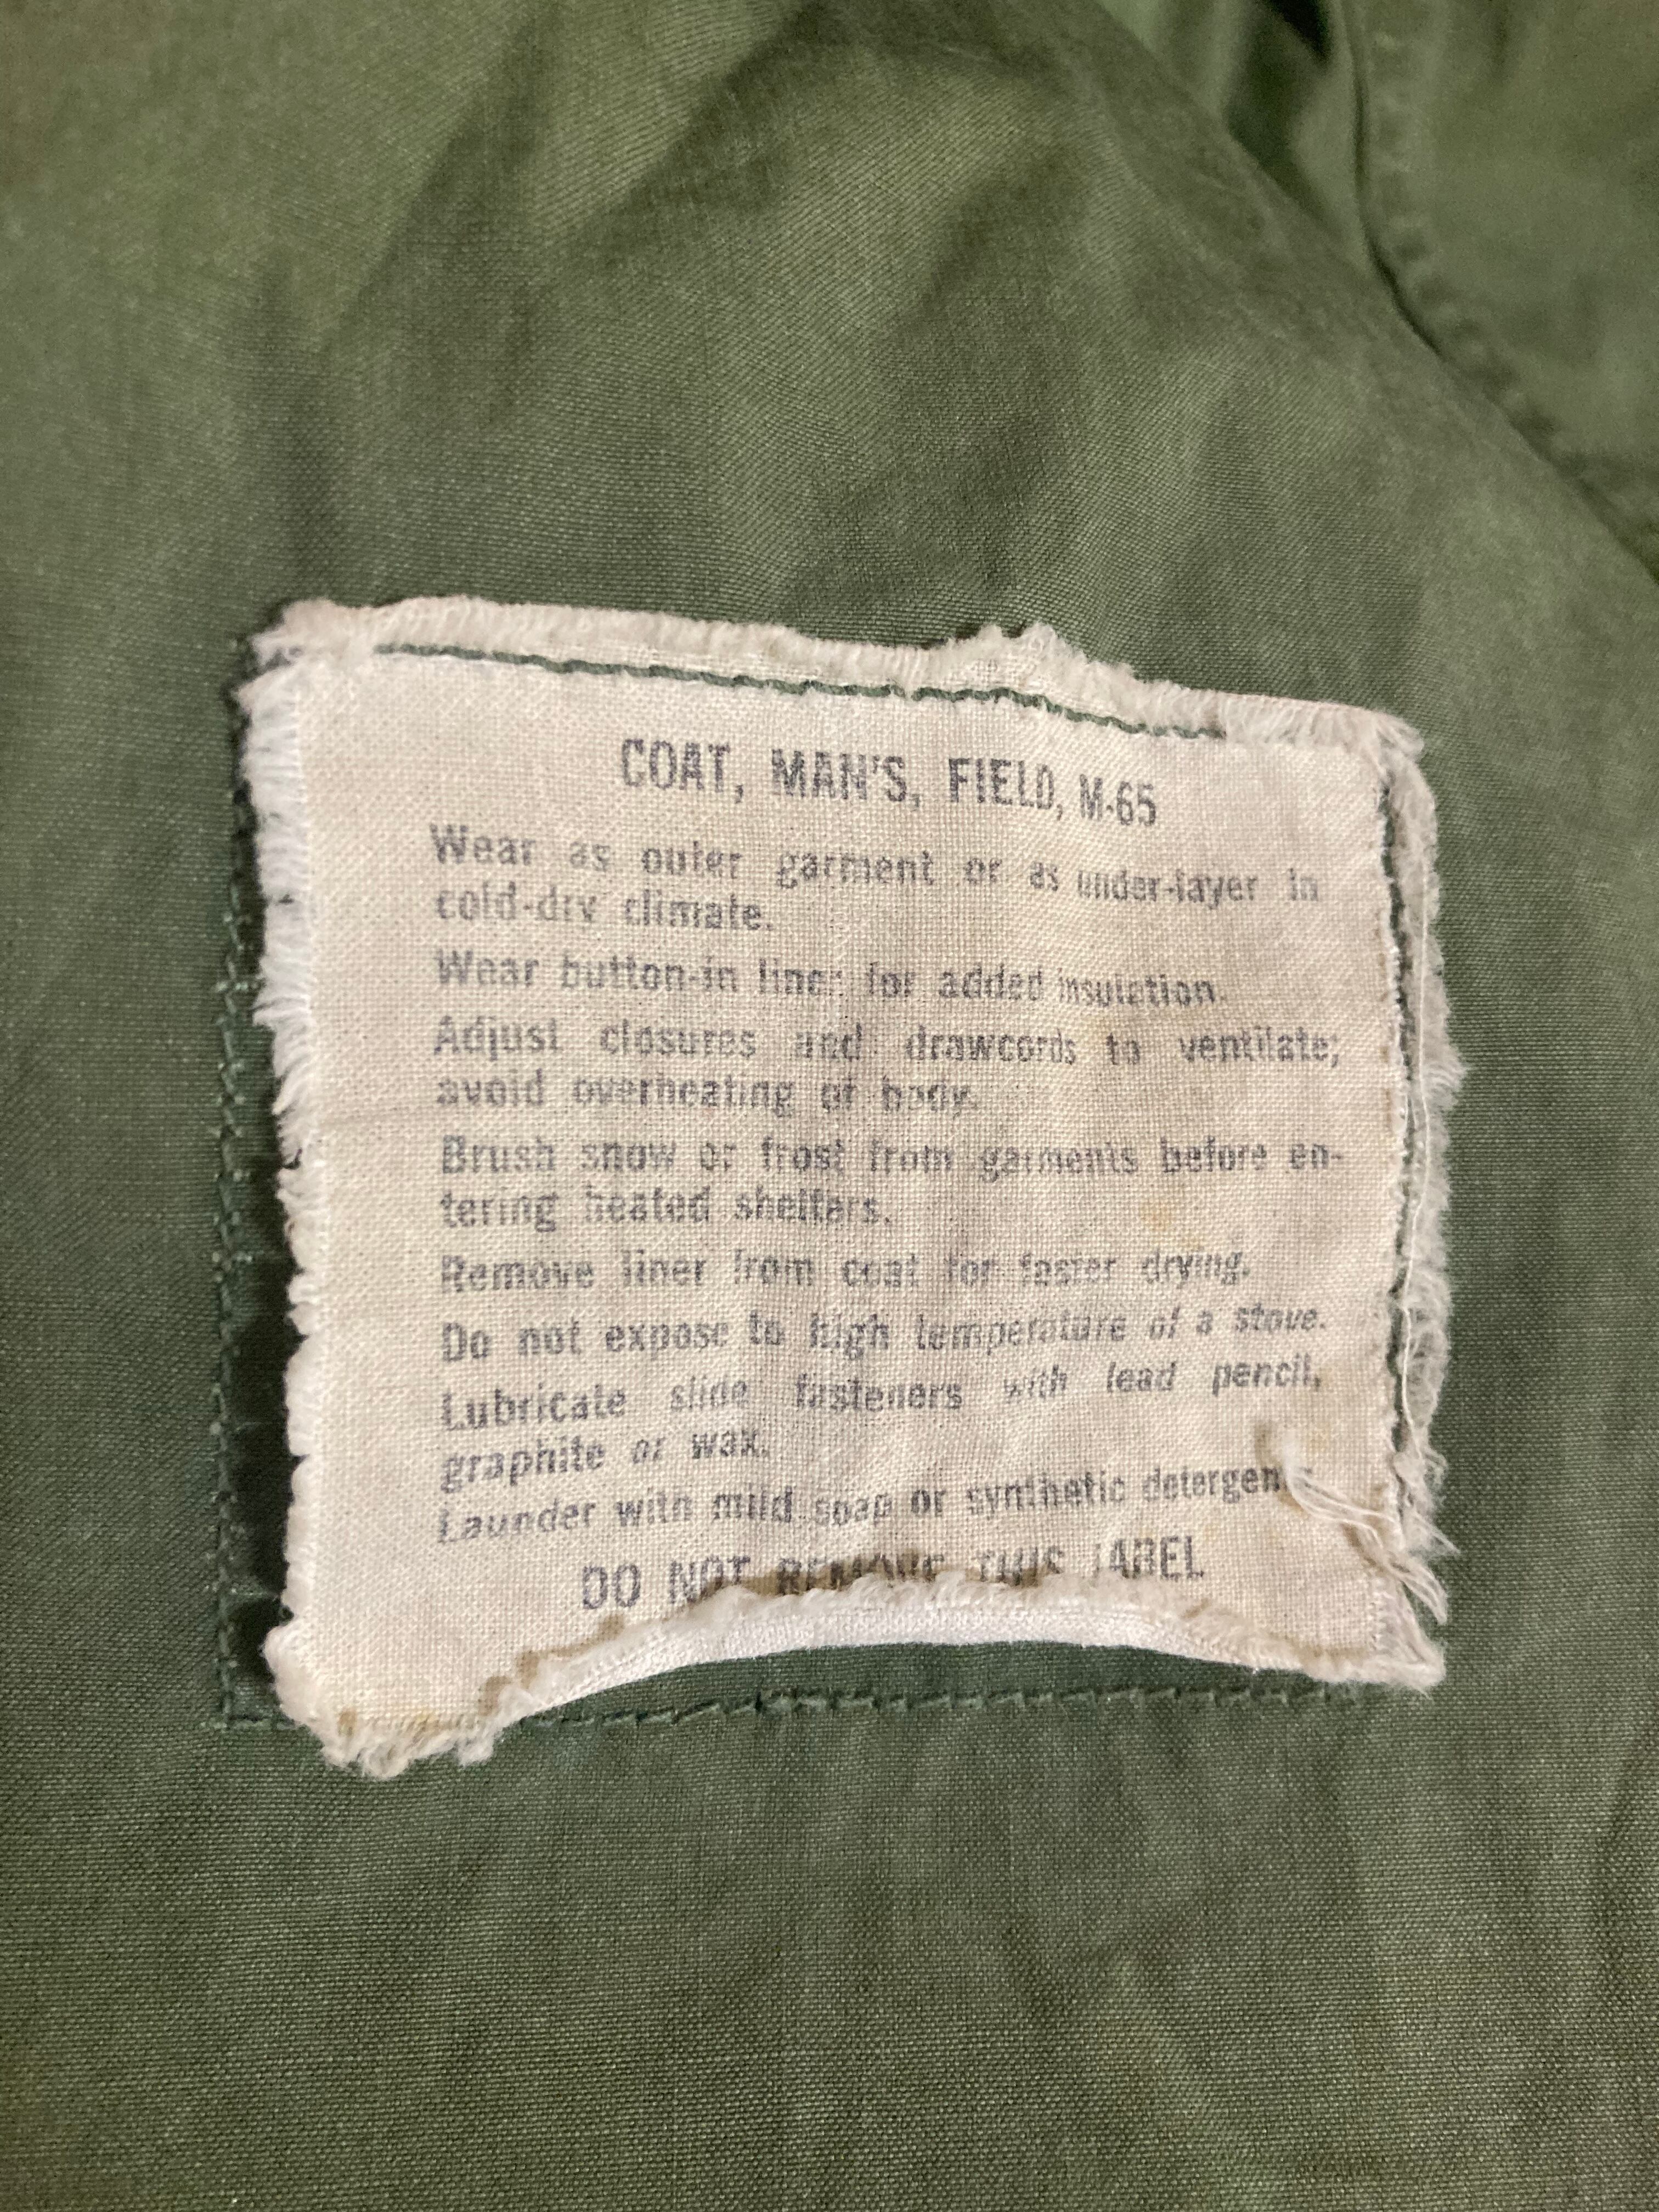 COAT, MAN'S, FIELD, M-65
Wear as outer garment or as under-layer in
cold-dry climate.
Wear button-in liner for added insulation.
Adjust closures and drawcords to ventilate;
avoid overheating of body.
Brush snow or frost from garments before en-
tering heated shelters.
Remove liner from coat for faster drying.
Do not expose to high temperature of a stove.
Lubricate slide fasteners with lead pencil,
graphite or wax.
Launder with mild soap or synthetic detergent
DO NOT REMOVE THIS LABEL